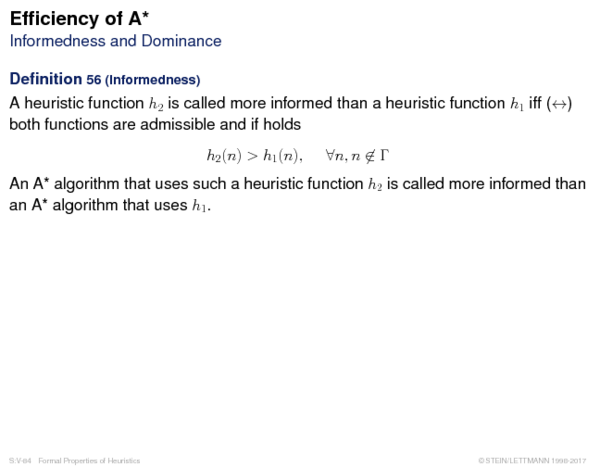 Efficiency of A*
Informedness and Dominance
Definition 56 (Informedness)
A heuristic function h₂ is called more informed than a heuristic function h₁ iff (↔)
both functions are admissible and if holds
h₂(n) > h₁(n), ∀n, n ∉ Γ
An A* algorithm that uses such a heuristic function h₂ is called more informed than
an A* algorithm that uses h₁.
S:V-84 Formal Properties of Heuristics ©STEIN/LETTMANN 1998-2017